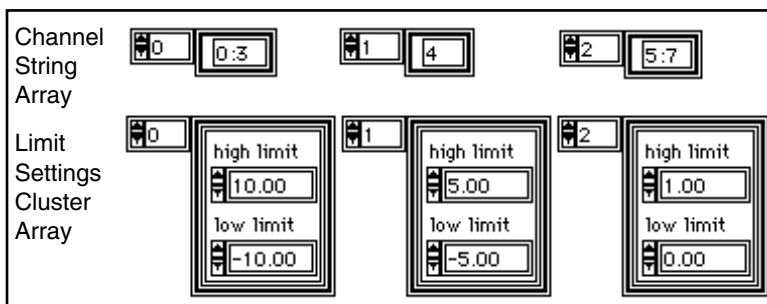 Channel String Array
0 0:3 1 4 2 5:7
Limit Settings Cluster Array
0 1 2
high limit high limit high limit
10.00 5.00 1.00
low limit low limit low limit
-10.00 -5.00 0.00